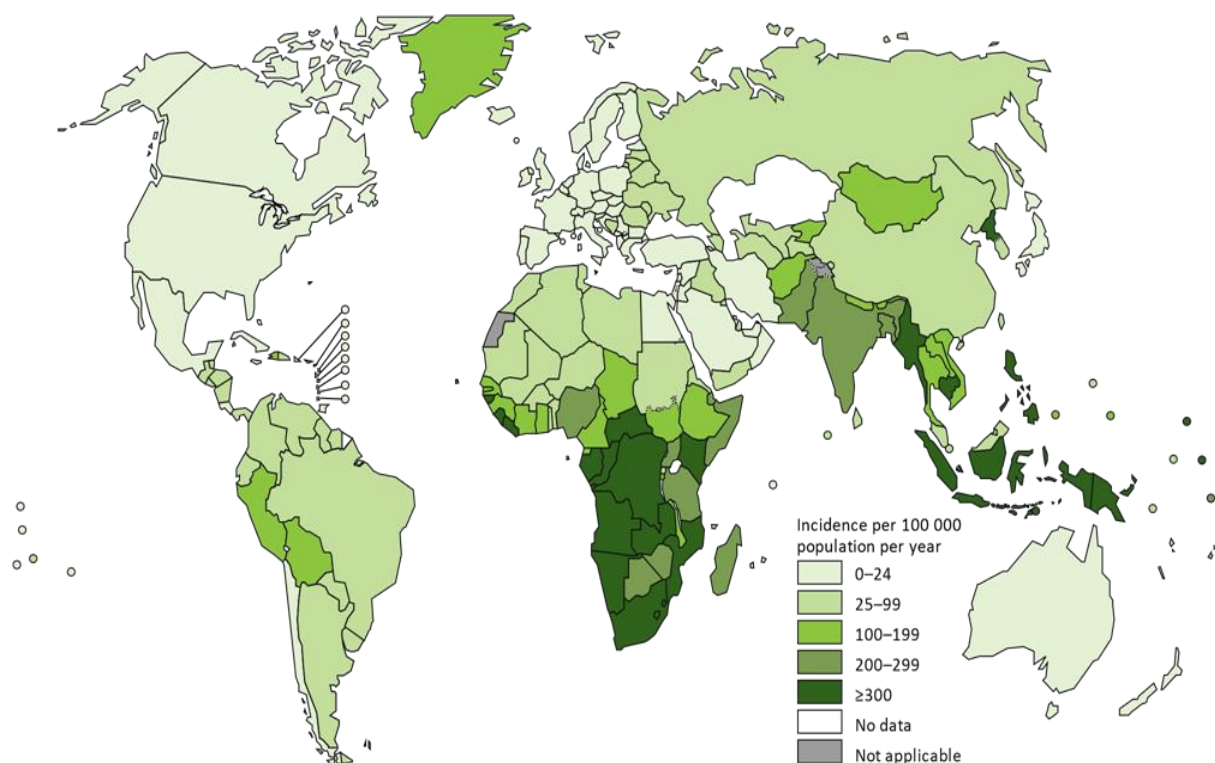 Incidence per 100 000
population per year
0–24
25–99
100–199
200–299
≥300
No data
Not applicable